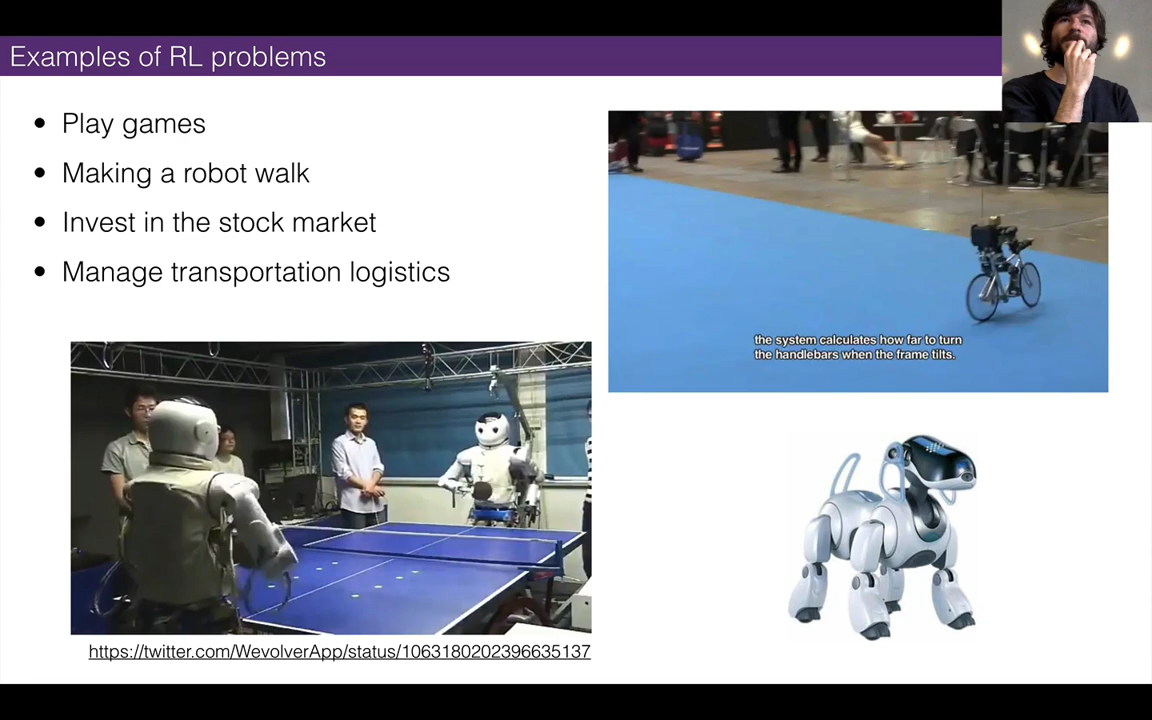 Examples of RL problems
• Play games
• Making a robot walk
• Invest in the stock market
• Manage transportation logistics
the system calculates how far to turn
the handlebars when the frame tilts.
https://twitter.com/WevolverApp/status/1063180202396635137